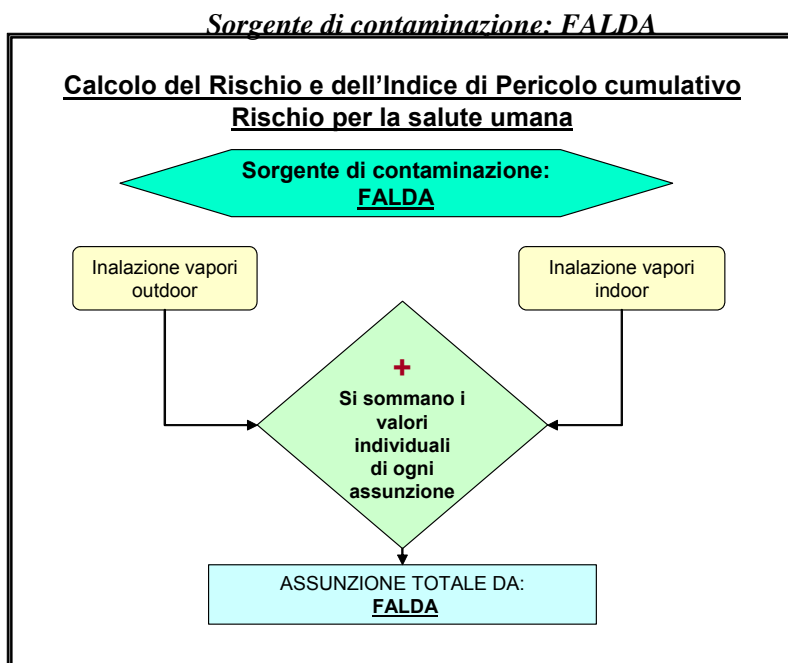 Sorgente di contaminazione: FALDA
Calcolo del Rischio e dell'Indice di Pericolo cumulativo
Rischio per la salute umana
Sorgente di contaminazione:
FALDA
Inalazione vapori
outdoor
Inalazione vapori
indoor
+
Si sommano i
valori
individuali
di ogni
assunzione
ASSUNZIONE TOTALE DA:
FALDA